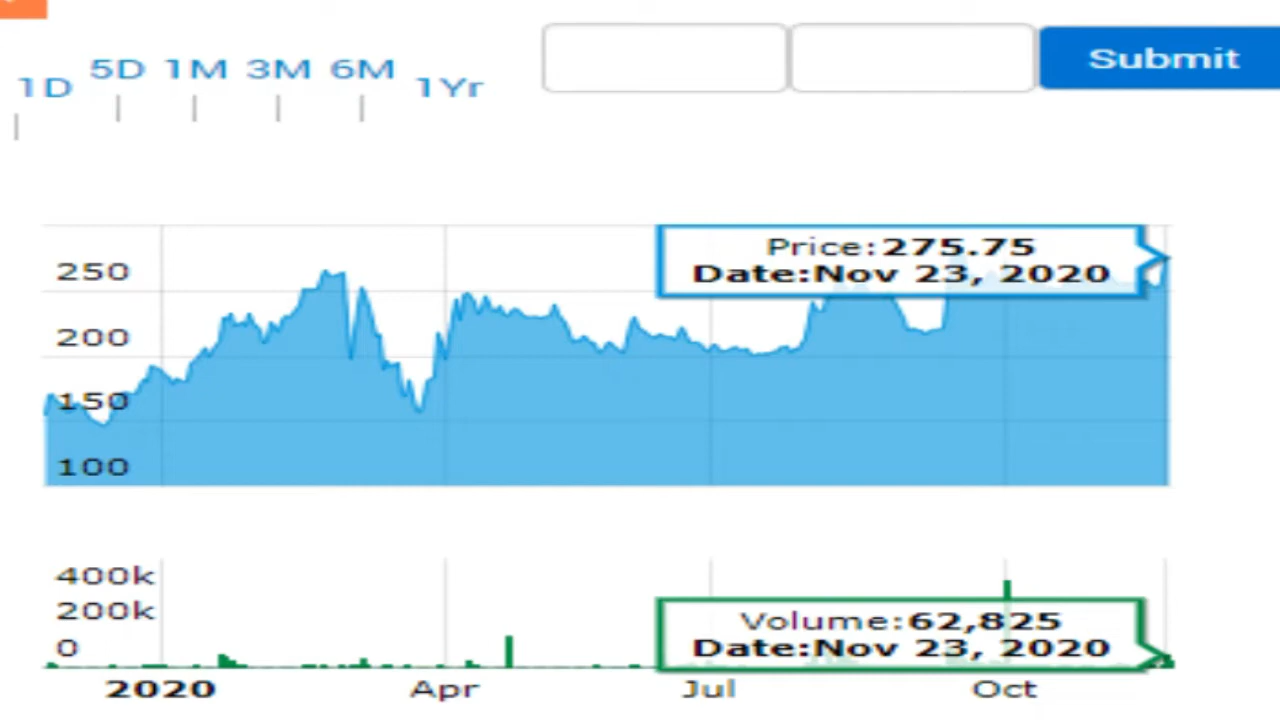 1D 5D 1M 3M 6M 1Yr
Submit
Price:275.75
Date:Nov 23, 2020
250
200
150
100
400k
200k
0
Volume:62,825
Date:Nov 23, 2020
2020 Apr Jul Oct